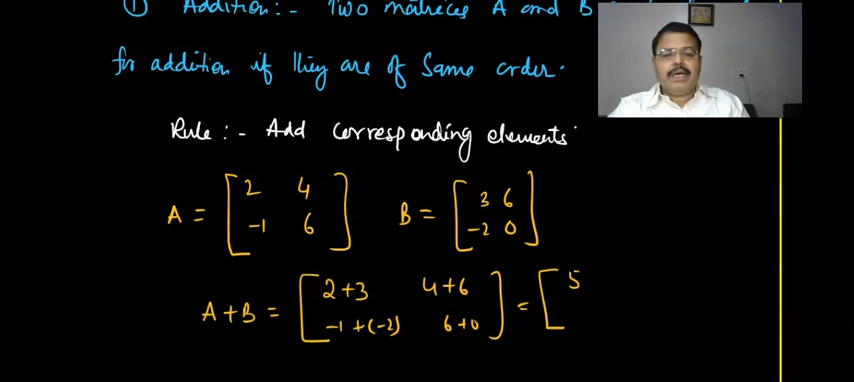 ① Addition:- Two matrices A and B
for addition if they are of same order.
Rule:- Add corresponding elements.
A = [2 4 -1 6] B = [3 6 -2 0]
A+B = [2+3 4+6 -1+(-2) 6+0] = [5